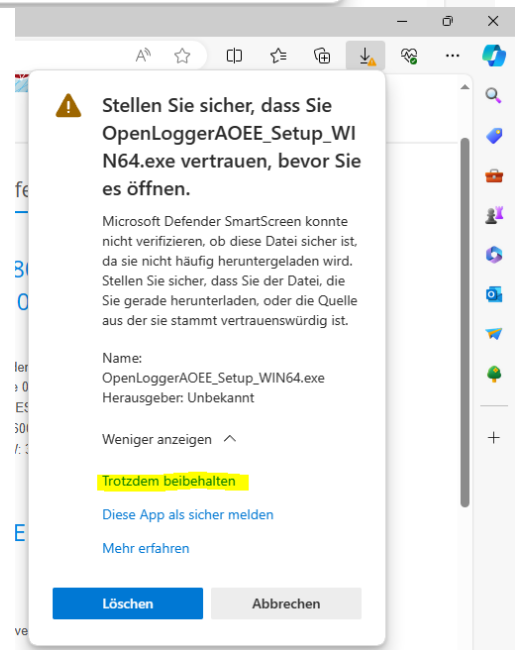 Stellen Sie sicher, dass Sie
OpenLoggerAOEE_Setup_WI
N64.exe vertrauen, bevor Sie
es öffnen.
Microsoft Defender SmartScreen konnte
nicht verifizieren, ob diese Datei sicher ist,
da sie nicht häufig heruntergeladen wird.
Stellen Sie sicher, dass Sie der Datei, die
Sie gerade herunterladen, oder die Quelle
aus der sie stammt vertrauenswürdig ist.
Name:
OpenLoggerAOEE_Setup_WIN64.exe
Herausgeber: Unbekannt
Weniger anzeigen
Trotzdem beibehalten
Diese App als sicher melden
Mehr erfahren
Löschen
Abbrechen